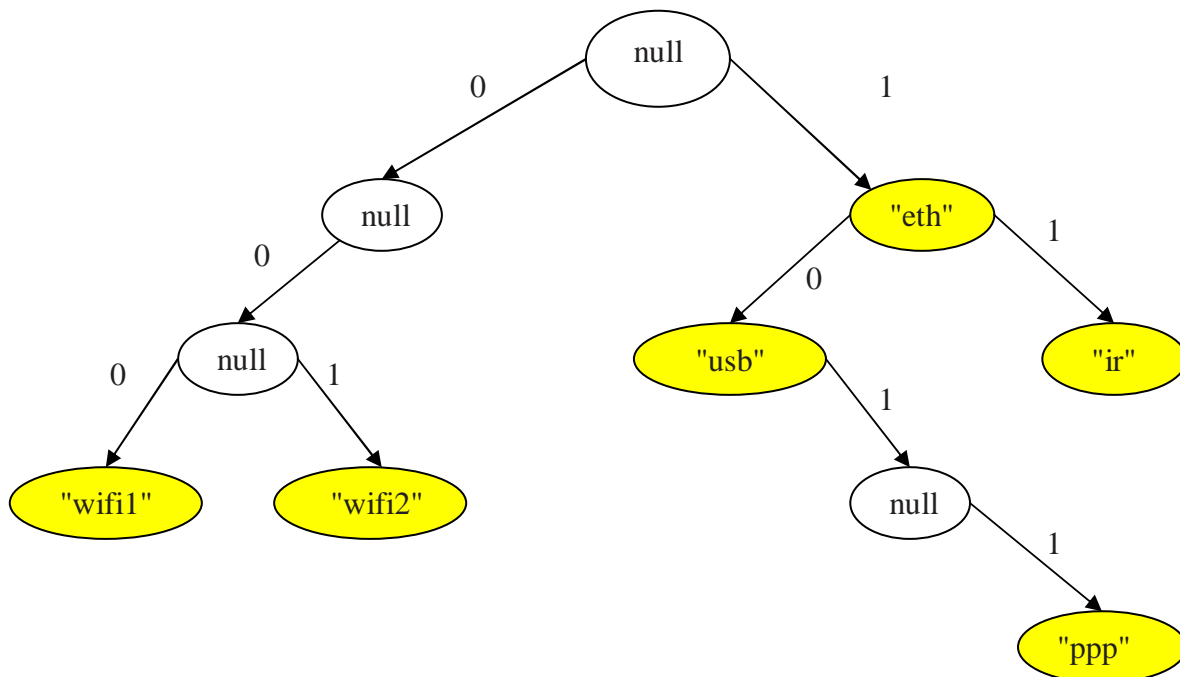 null
0
1
null
"eth"
0
1
0
null
"usb"
"ir"
0
1
1
"wifi1"
"wifi2"
null
1
"ppp"